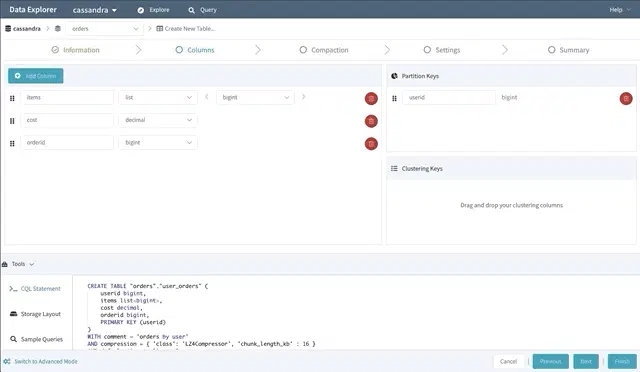 Data Explorer cassandra Explore Query Help
cassandra > orders > Create New Table...
Information Columns Compaction Settings Summary
Add Column
items list < bigint >
cost decimal
orderid bigint
Partition Keys
userid bigint
Clustering Keys
Drag and drop your clustering columns
Tools
CQL Statement
Storage Layout
Sample Queries
CREATE TABLE "orders"."user_orders" (
userid bigint,
items list<bigint>,
cost decimal,
orderid bigint,
PRIMARY KEY (userid)
)
WITH comment = "orders by user"
AND compression = { 'class': 'LZ4Compressor', 'chunk_length_kb' : 16 }
Switch to Advanced Mode
Cancel Previous Next Finish